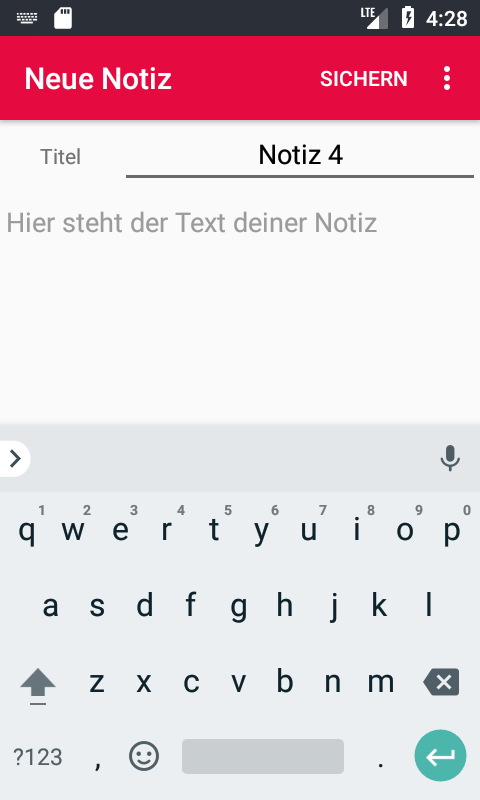 LTE 4:28
Neue Notiz SICHERN
Titel Notiz 4
Hier steht der Text deiner Notiz
1 2 3 4 5 6 7 8 9 0
q w e r t y u i o p
a s d f g h j k l
z x c v b n m
?123 , .